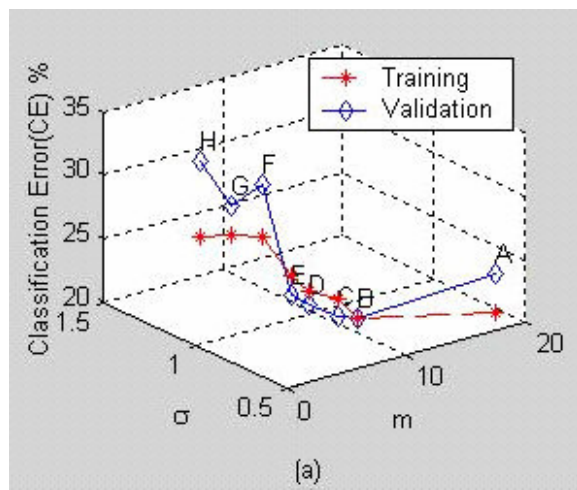 Classification Error(CE) %
35
30
25
20
1.5
1
0.5
σ
0
10
20
m
Training
Validation
H
G
F
E
D
C
B
A
(a)